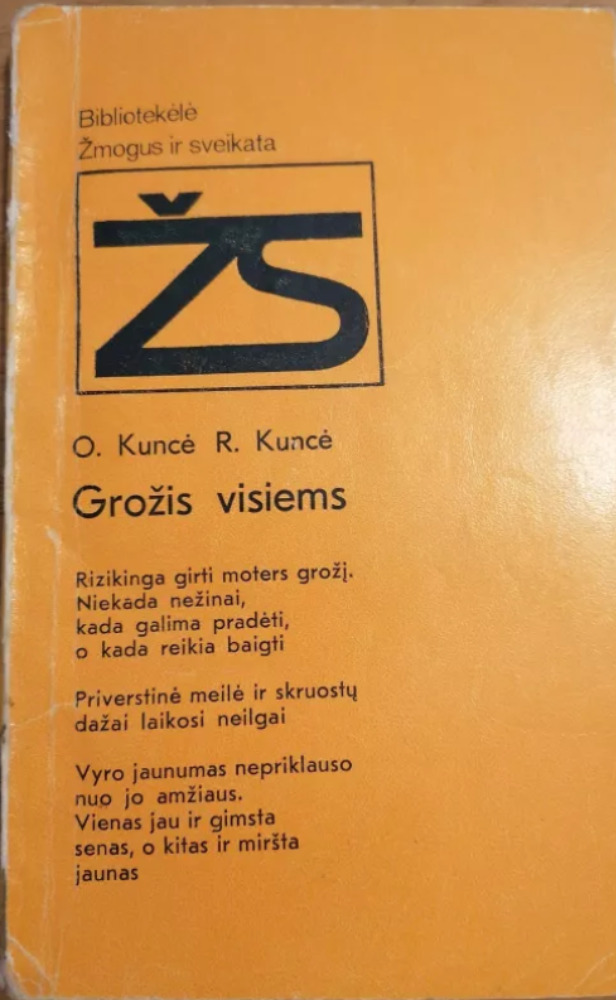 Bibliotekėlė
Žmogus ir sveikata
ŽS
O. Kuncė R. Kuncė
Grožis visiems
Rizikinga girti moters grožį.
Niekada nežinai,
kada galima pradėti,
o kada reikia baigti
Priverstinė meilė ir skruostų
dažai laikosi neilgai
Vyro jaunumas nepriklauso
nuo jo amžiaus.
Vienas jau ir gimsta
senas, o kitas ir miršta
jaunas